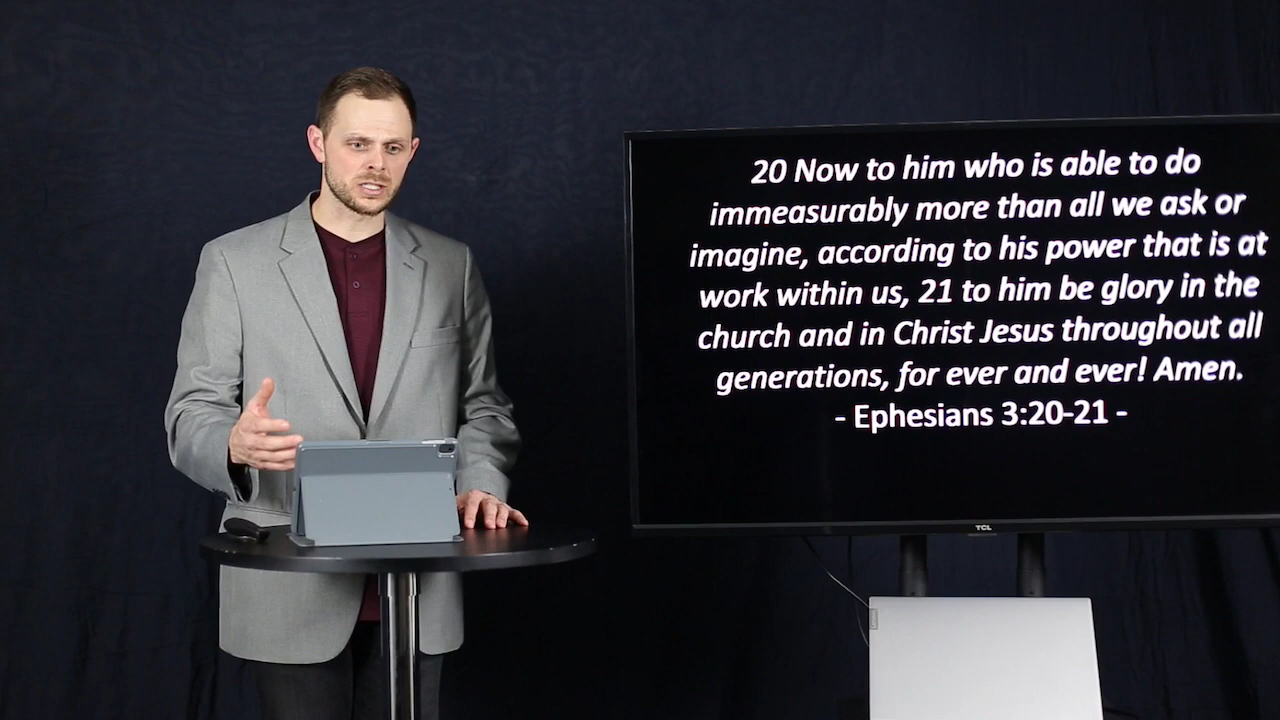 20 Now to him who is able to do
immeasurably more than all we ask or
imagine, according to his power that is at
work within us, 21 to him be glory in the
church and in Christ Jesus throughout all
generations, for ever and ever! Amen.
- Ephesians 3:20-21 -
TCL
Lenovo